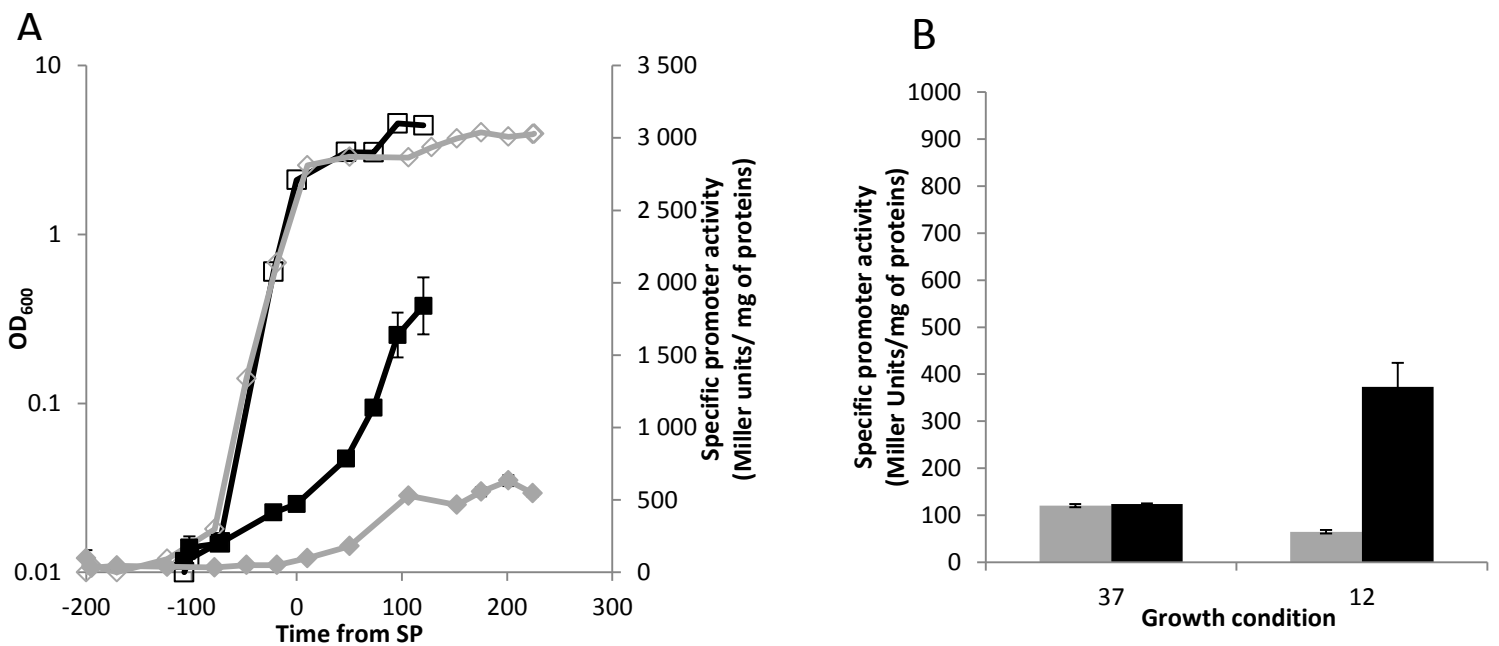 A
10
1
0.1
0.01
OD600
-200 -100 0 100 200 300
Time from SP
3 500
3 000
2 500
2 000
1 500
1 000
500
0
Specific promoter activity
(Miller units/ mg of proteins)
B
1000
900
800
700
600
500
400
300
200
100
0
Specific promoter activity
(Miller Units/mg of proteins)
37 12
Growth condition